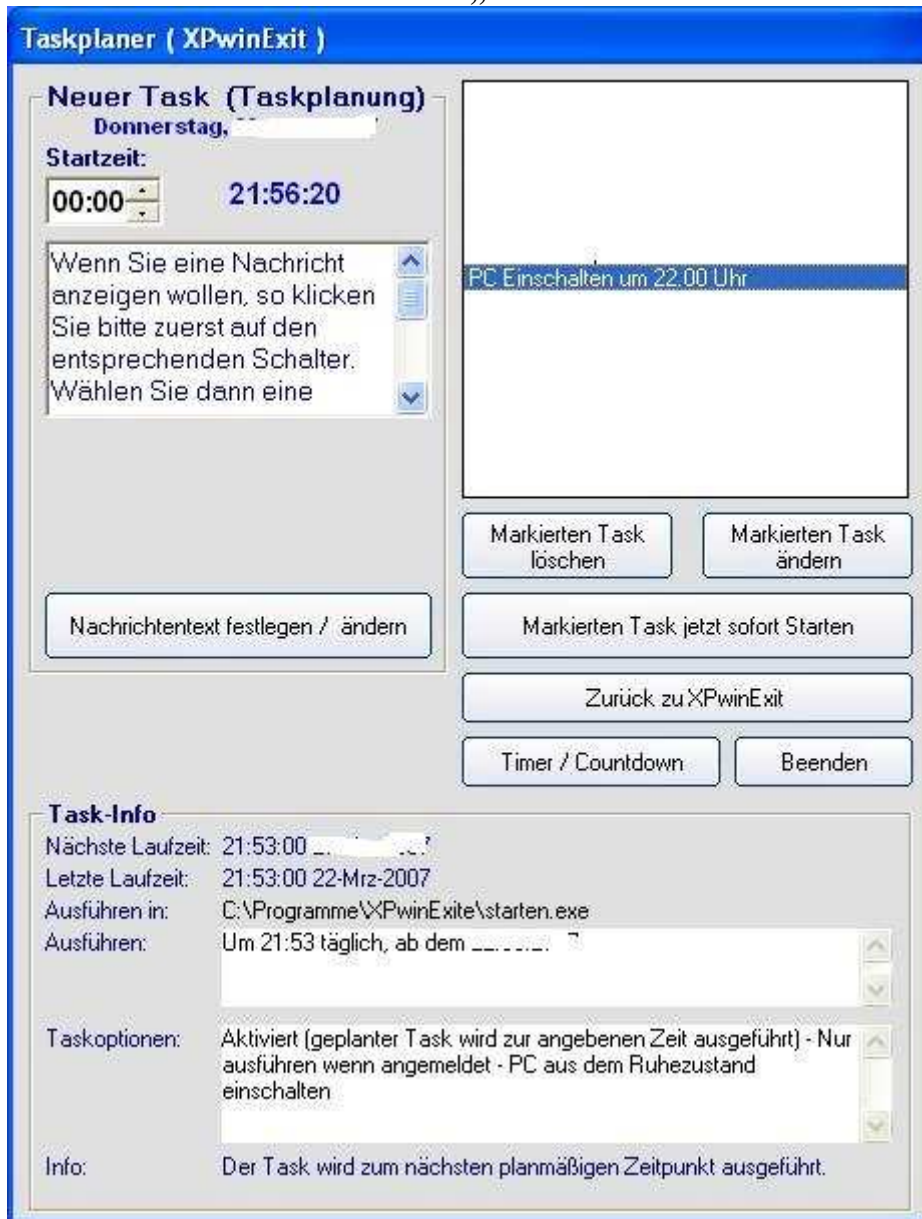 „
Taskplaner ( XPwinExit )
Neuer Task (Taskplanung)
Donnerstag,
Startzeit:
00:00
21:56:20
Wenn Sie eine Nachricht
anzeigen wollen, so klicken
Sie bitte zuerst auf den
entsprechenden Schalter.
Wählen Sie dann eine
Nachrichtentext festlegen / ändern
PC Einschalten um 22.00 Uhr
Markierten Task
löschen
Markierten Task
ändern
Markierten Task jetzt sofort Starten
Zurück zu XPwinExit
Timer / Countdown
Beenden
Task-Info
Nächste Laufzeit: 21:53:00
Letzte Laufzeit: 21:53:00 22-Mrz-2007
Ausführen in: C:\Programme\XPwinExite\starten.exe
Ausführen: Um 21:53 täglich, ab dem
Taskoptionen: Aktiviert (geplanter Task wird zur angebenen Zeit ausgeführt) - Nur
ausführen wenn angemeldet - PC aus dem Ruhezustand
einschalten
Info: Der Task wird zum nächsten planmäßigen Zeitpunkt ausgeführt.